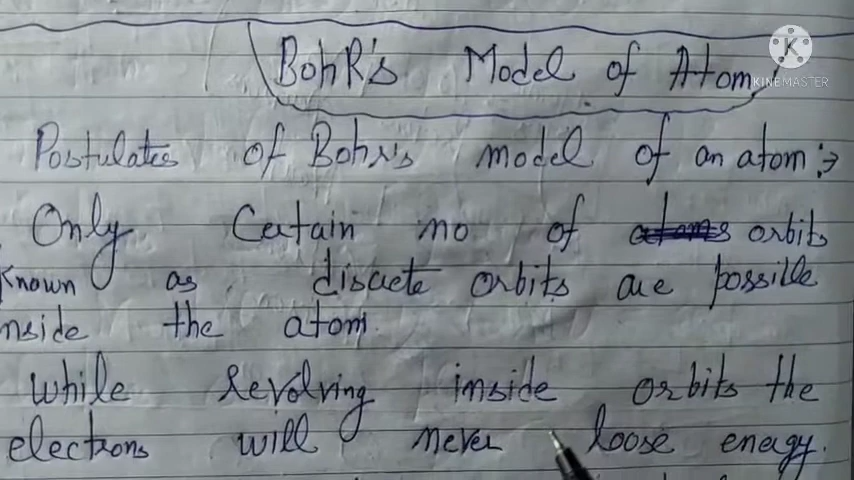 BohR's Model of Atom
K
KINEMASTER
Postulates of Bohr's model of an atom :→
Only Certain no of atoms orbits
known as discrete orbits are possible
nside the atom.
while revolving inside orbits the
electrons will never loose energy.